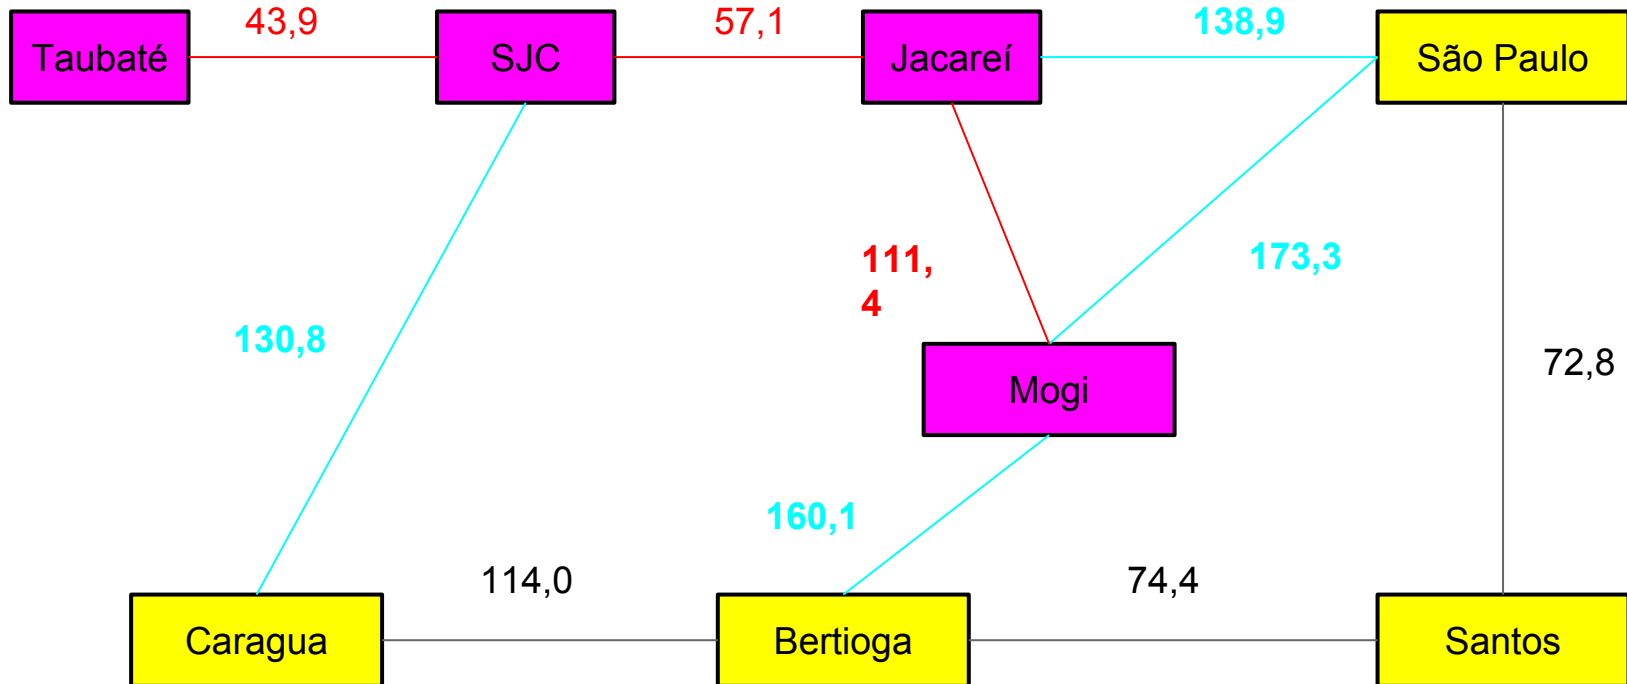 43,9
57,1
138,9
Taubaté
SJC
Jacareí
São Paulo
111,
4
173,3
130,8
72,8
Mogi
160,1
114,0
74,4
Caragua
Bertioga
Santos